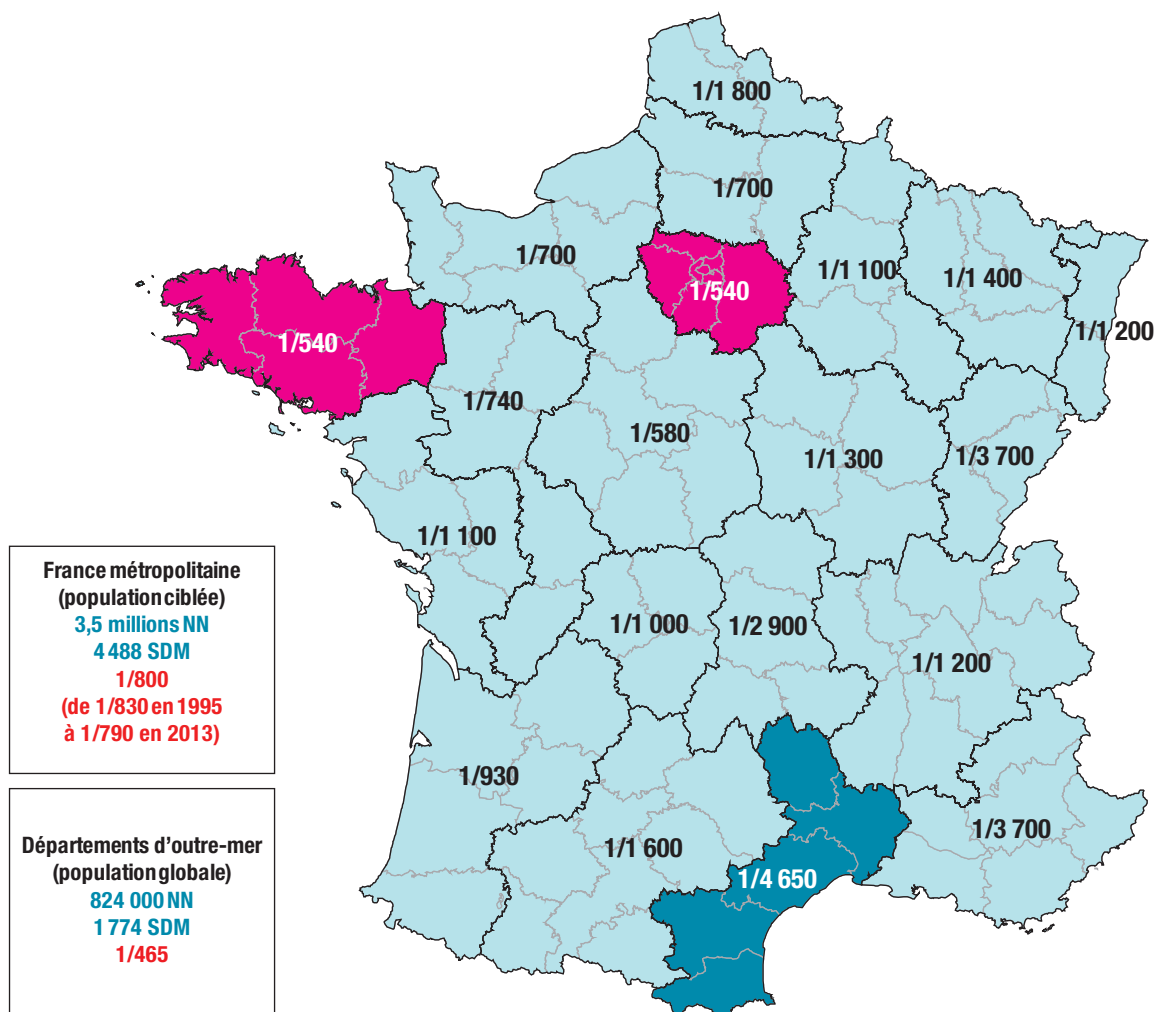 1/1 800
1/700
1/700
1/540
1/1 100
1/1 400
1/1 200
1/540
1/740
1/580
1/1 300
1/3 700
1/1 100
1/1 000
1/2 900
1/1 200
1/930
1/1 600
1/4 650
1/3 700
France métropolitaine
(population ciblée)
3,5 millions NN
4 488 SDM
1/800
(de 1/830 en 1995
à 1/790 en 2013)
Départements d’outre-mer
(population globale)
824 000 NN
1 774 SDM
1/465